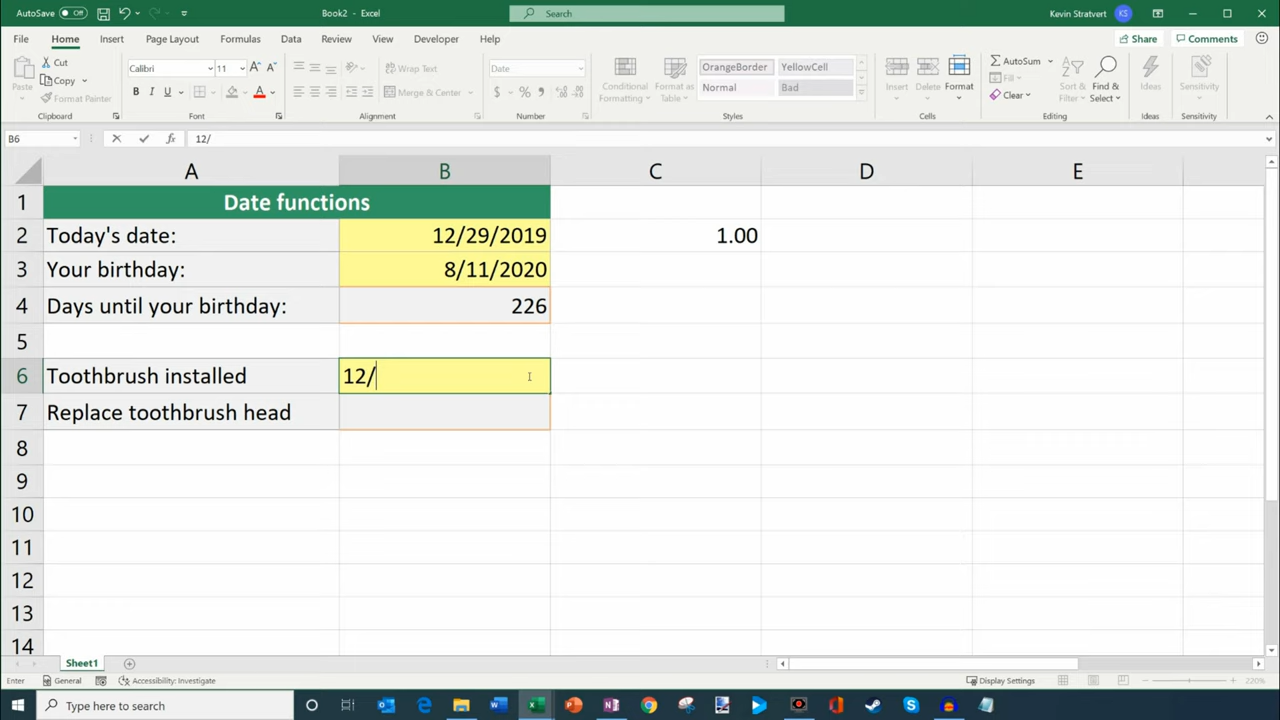 AutoSave Off Book2 - Excel Search Kevin Stratvert KS
File Home Insert Page Layout Formulas Data Review View Developer Help Share Comments
Paste Cut Copy Format Painter Clipboard
Calibri 11 B I U Font
Wrap Text Merge & Center Alignment
Date $ % Number
Conditional Formatting Format as Table OrangeBorder YellowCell Normal Bad Styles
Insert Delete Format Cells
AutoSum Fill Clear Sort & Filter Find & Select Editing
Ideas Ideas
Sensitivity Sensitivity
B6 fx 12/
A B C D E
1 Date functions
2 Today's date: 12/29/2019 1.00
3 Your birthday: 8/11/2020
4 Days until your birthday: 226
5
6 Toothbrush installed 12/
7 Replace toothbrush head
8
9
10
11
12
13
14
Sheet1
Enter General Accessibility: Investigate Display Settings 220%
Type here to search